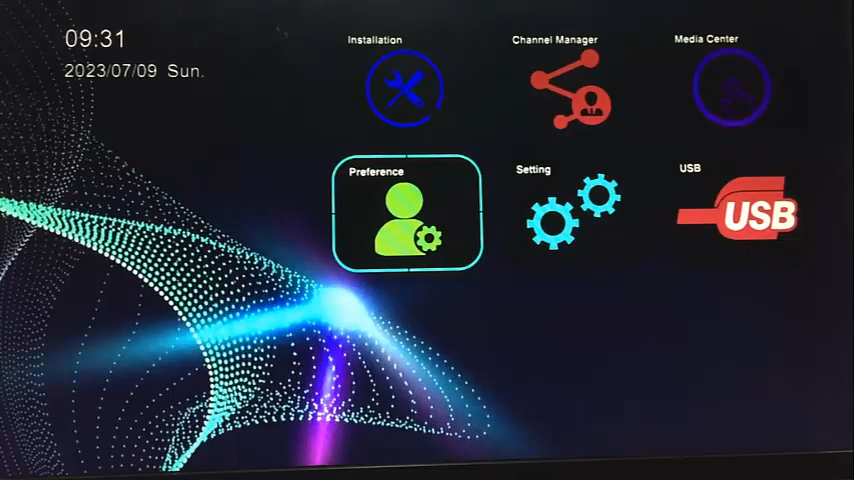 09:31
2023/07/09 Sun.
Installation
Channel Manager
Media Center
Preference
Setting
USB
USB